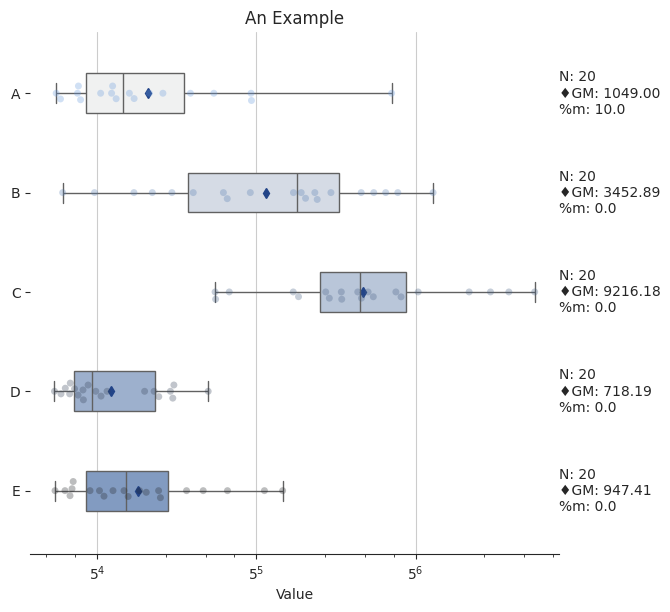 An Example
A
N: 20
♦GM: 1049.00
%m: 10.0
B
N: 20
♦GM: 3452.89
%m: 0.0
C
N: 20
♦GM: 9216.18
%m: 0.0
D
N: 20
♦GM: 718.19
%m: 0.0
E
N: 20
♦GM: 947.41
%m: 0.0
5⁴ 5⁵ 5⁶
Value